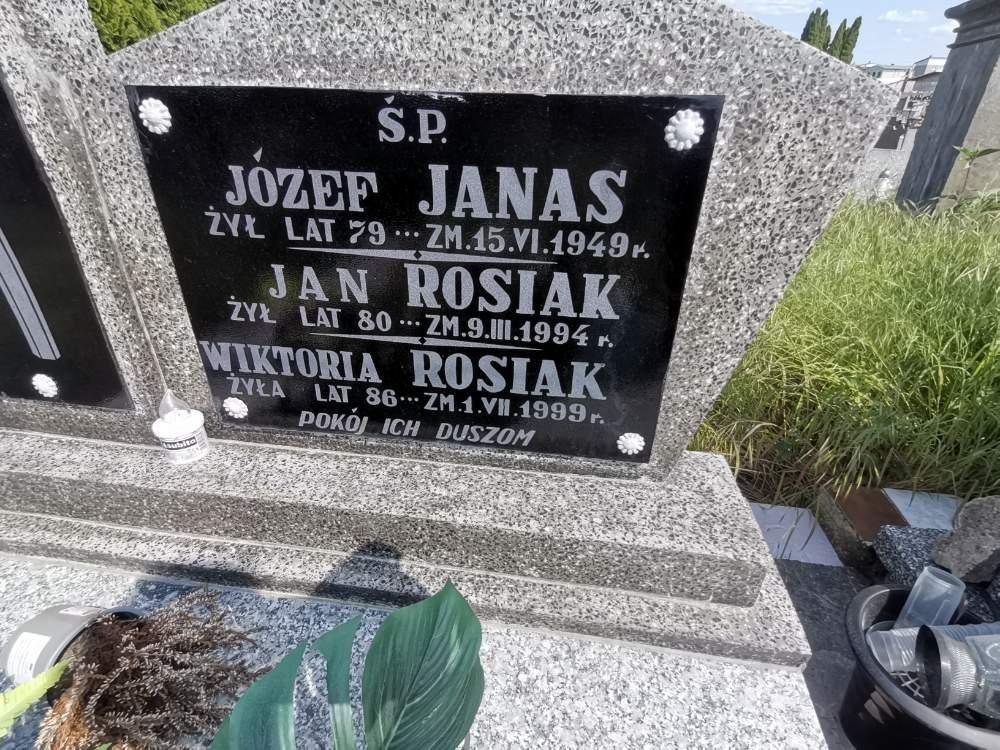 Ś.P.
JÓZEF JANAS
ŻYŁ LAT 79 ... ZM.15.VI.1949 r.
JAN ROSIAK
ŻYŁ LAT 80 ... ZM.9.III.1994 r.
WIKTORIA ROSIAK
ŻYŁA LAT 86 ... ZM.1.VII.1999 r.
POKÓJ ICH DUSZOM
subito